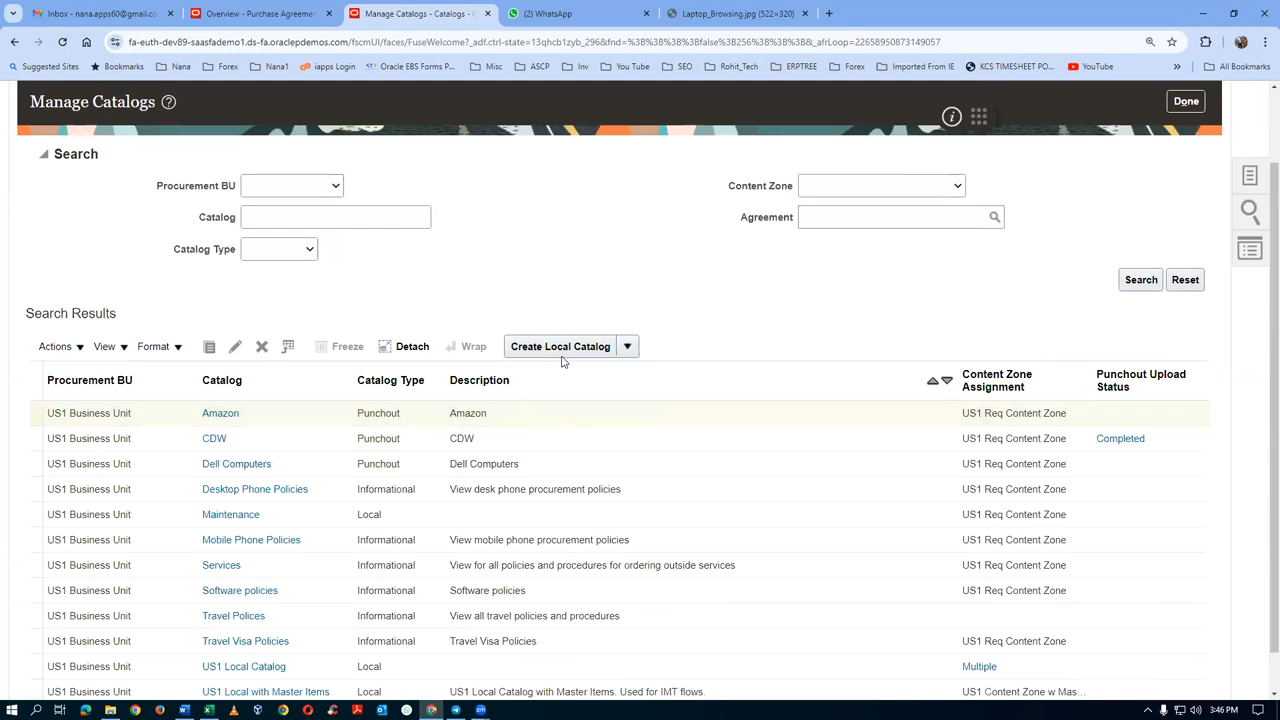 Inbox - nana.apps60@gmail.co
Overview - Purchase Agreeme
Manage Catalogs - Catalogs -
(2) WhatsApp
Laptop_Browsing.jpg (522×320)
fa-euth-dev89-saasfademo1.ds-fa.oraclepdemos.com/fscmUI/faces/FuseWelcome?_adf.ctrl-state=13qhcb1zyb_296&fnd=%3B%3B%3B%3Bfalse%3B256%3B%3B%3B&_afrLoop=22658950873149057
Suggested Sites
Bookmarks
Nana
Forex
Nana1
iapps Login
Oracle EBS Forms P...
Misc
ASCP
Inv
You Tube
SEO
Rohit_Tech
ERPTREE
Forex
Imported From IE
KCS TIMESHEET PO...
YouTube
»
All Bookmarks
Manage Catalogs
Done
Search
Procurement BU
Content Zone
Catalog
Agreement
Catalog Type
Search
Reset
Search Results
Actions
View
Format
Freeze
Detach
Wrap
Create Local Catalog
Procurement BU Catalog Catalog Type Description Content Zone Assignment Punchout Upload Status
US1 Business Unit Amazon Punchout Amazon US1 Req Content Zone
US1 Business Unit CDW Punchout CDW US1 Req Content Zone Completed
US1 Business Unit Dell Computers Punchout Dell Computers US1 Req Content Zone
US1 Business Unit Desktop Phone Policies Informational View desk phone procurement policies US1 Req Content Zone
US1 Business Unit Maintenance Local US1 Req Content Zone
US1 Business Unit Mobile Phone Policies Informational View mobile phone procurement policies US1 Req Content Zone
US1 Business Unit Services Informational View for all policies and procedures for ordering outside services US1 Req Content Zone
US1 Business Unit Software policies Informational Software policies US1 Req Content Zone
US1 Business Unit Travel Polices Informational View all travel policies and procedures
US1 Business Unit Travel Visa Policies Informational Travel Visa Policies US1 Req Content Zone
US1 Business Unit US1 Local Catalog Local Multiple
US1 Business Unit US1 Local with Master Items Local US1 Local Catalog with Master Items. Used for IMT flows. US1 Content Zone w Mas...
3:46 PM